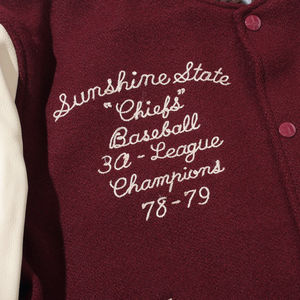 Sunshine State
"Chiefs"
Baseball
3A-League
Champions
78-79